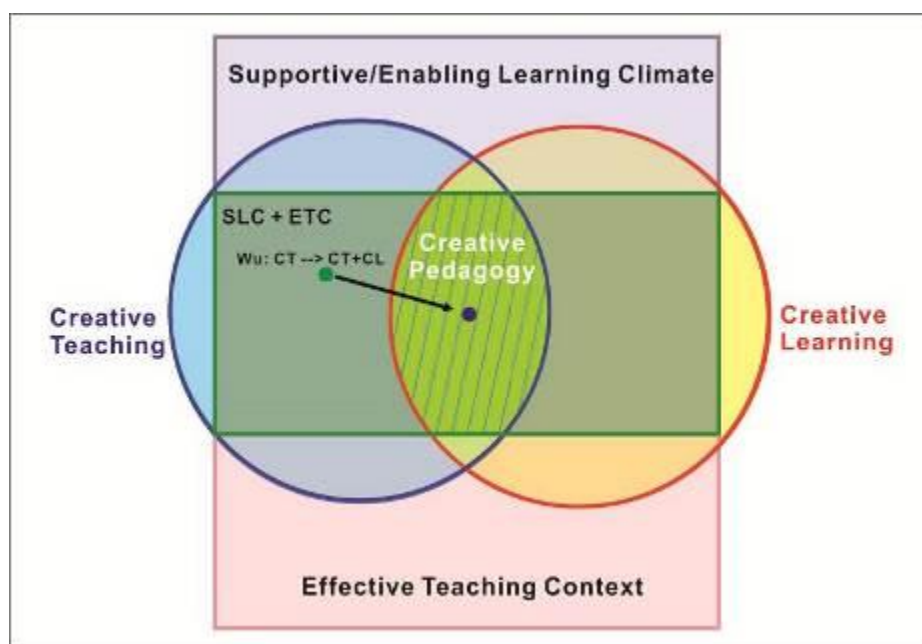 Supportive/Enabling Learning Climate
SLC + ETC
Wu: CT --> CT+CL
Creative
Pedagogy
Creative
Teaching
Creative
Learning
Effective Teaching Context